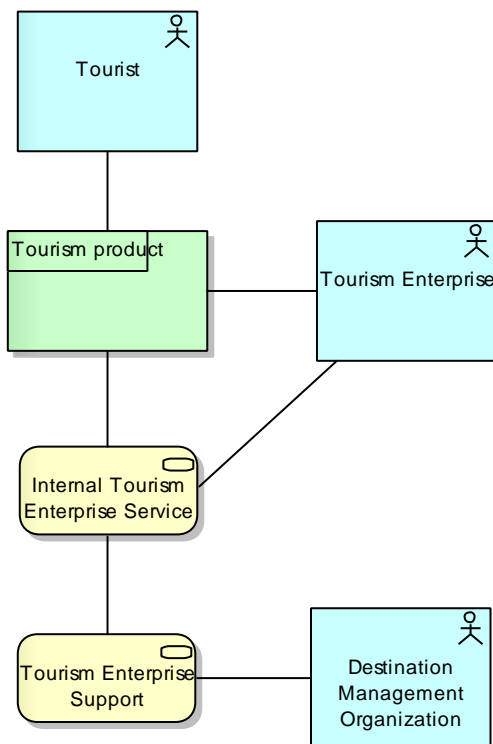 Tourist
Tourism product
Tourism Enterprise
Internal Tourism
Enterprise Service
Tourism Enterprise
Support
Destination
Management
Organization